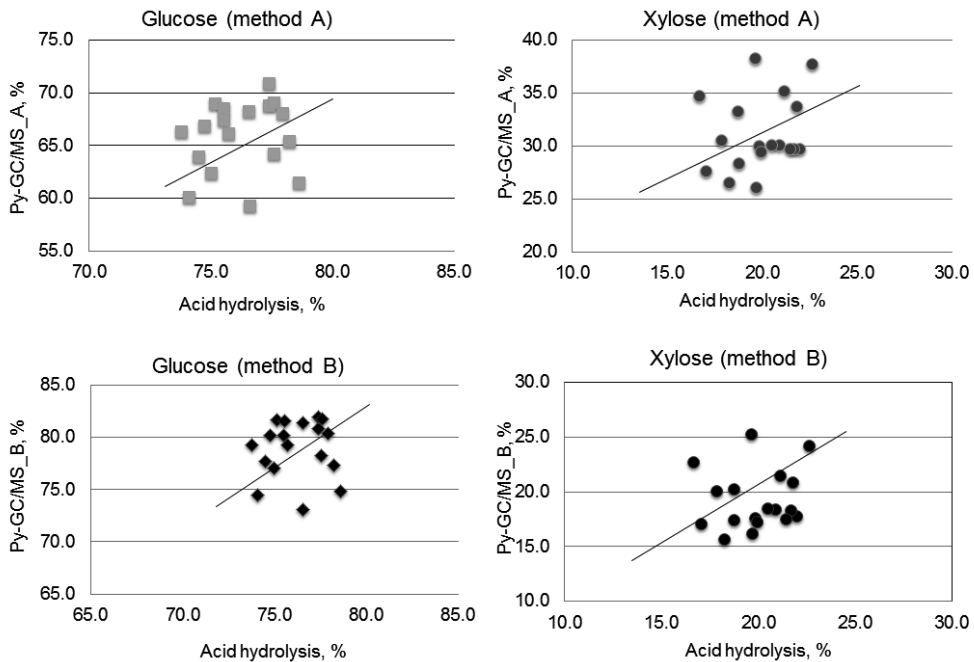 Glucose (method A)
Py-GC/MS_A, %
75.0
70.0
65.0
60.0
55.0
70.0 75.0 80.0 85.0
Acid hydrolysis, %
Xylose (method A)
Py-GC/MS_A, %
40.0
35.0
30.0
25.0
20.0
10.0 15.0 20.0 25.0 30.0
Acid hydrolysis, %
Glucose (method B)
Py-GC/MS_B, %
85.0
80.0
75.0
70.0
65.0
65.0 70.0 75.0 80.0 85.0
Acid hydrolysis, %
Xylose (method B)
Py-GC/MS_B, %
30.0
25.0
20.0
15.0
10.0
10.0 15.0 20.0 25.0 30.0
Acid hydrolysis, %